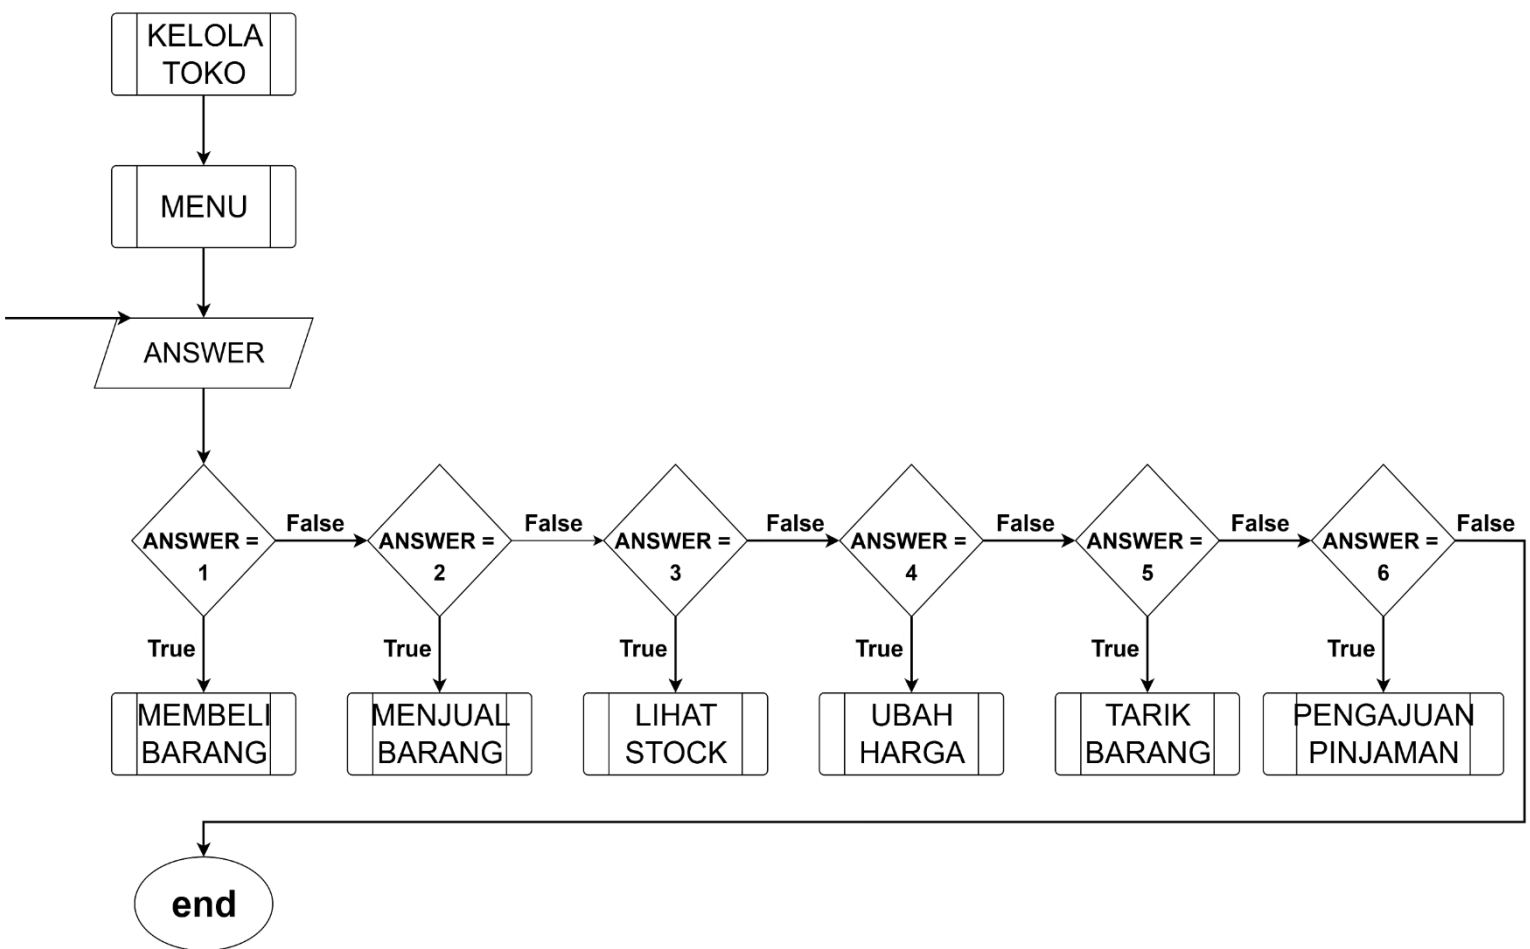 KELOLA
TOKO
MENU
ANSWER
ANSWER =
1
False
ANSWER =
2
False
ANSWER =
3
False
ANSWER =
4
False
ANSWER =
5
False
ANSWER =
6
False
True
True
True
True
True
True
MEMBELI
BARANG
MENJUAL
BARANG
LIHAT
STOCK
UBAH
HARGA
TARIK
BARANG
PENGAJUAN
PINJAMAN
end